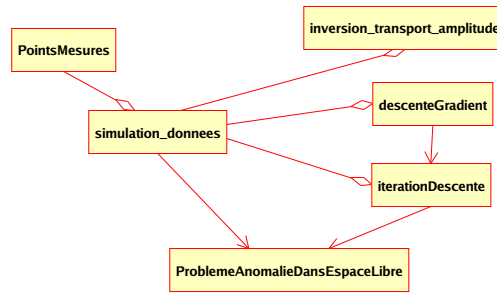 inversion_transport_amplitude
PointsMesures
descenteGradient
simulation_donnees
iterationDescente
ProblemeAnomalieDansEspaceLibre